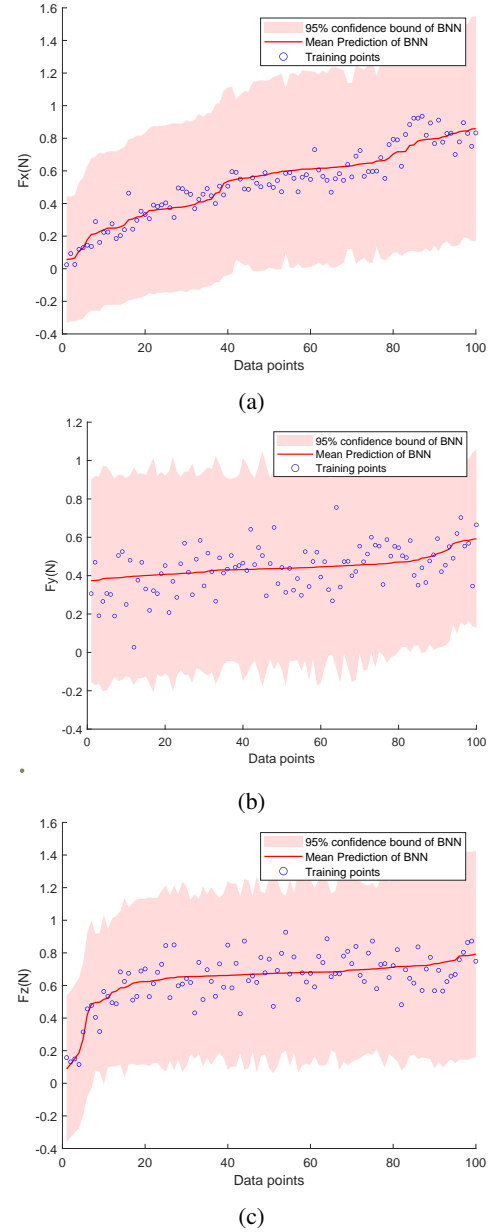 1.6
1.4
1.2
1
0.8
0.6
0.4
0.2
0
-0.2
-0.4
Fx(N)
95% confidence bound of BNN
Mean Prediction of BNN
Training points
0 20 40 60 80 100
Data points
(a)
1.2
1
0.8
0.6
0.4
0.2
0
-0.2
-0.4
Fy(N)
95% confidence bound of BNN
Mean Prediction of BNN
Training points
0 20 40 60 80 100
Data points
(b)
1.6
1.4
1.2
1
0.8
0.6
0.4
0.2
0
-0.2
-0.4
Fz(N)
95% confidence bound of BNN
Mean Prediction of BNN
Training points
0 20 40 60 80 100
Data points
(c)